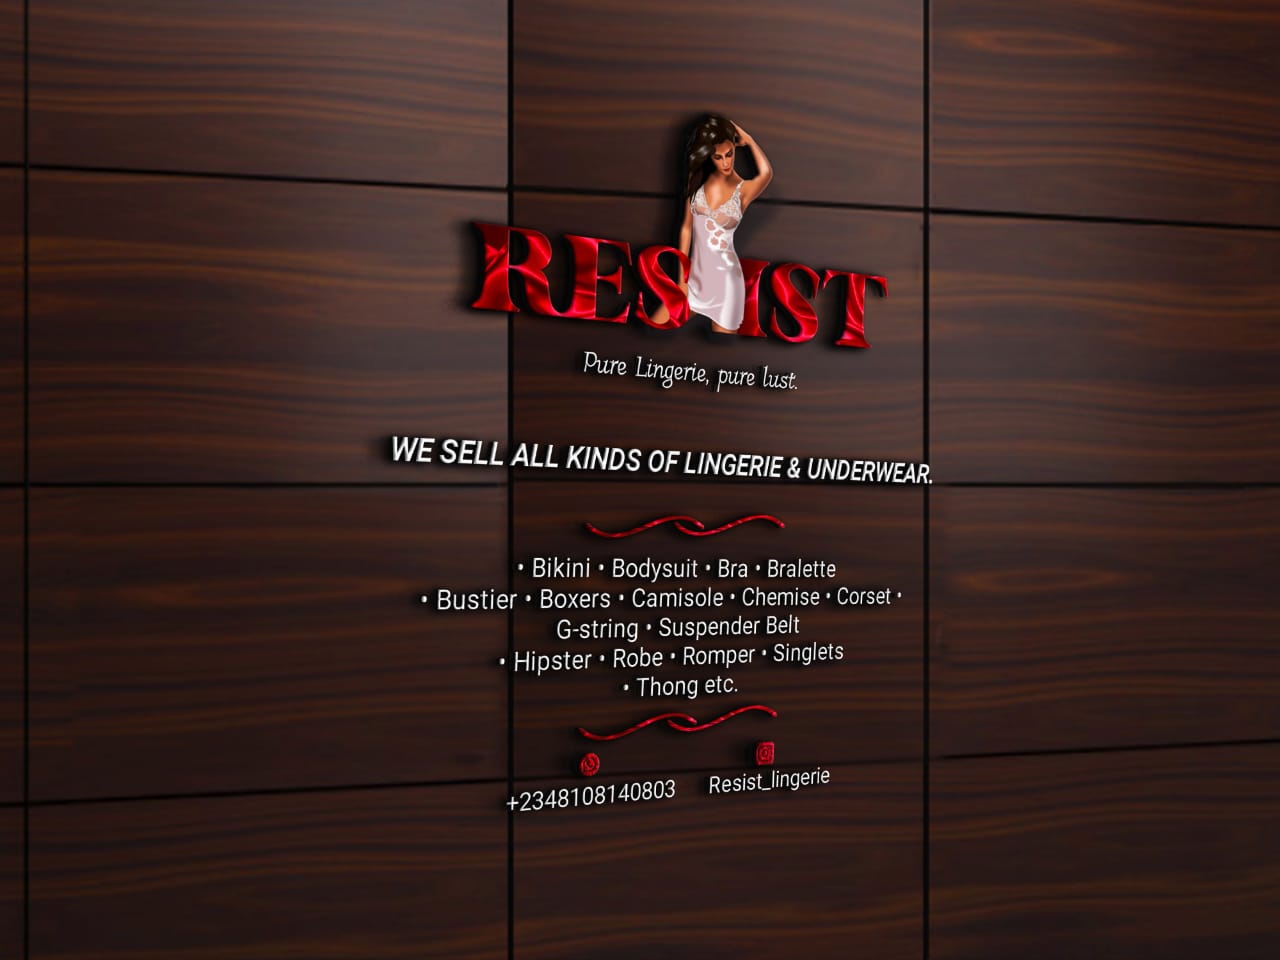 RESIST
Pure Lingerie, pure lust.
WE SELL ALL KINDS OF LINGERIE & UNDERWEAR.
• Bikini • Bodysuit • Bra • Bralette
• Bustier • Boxers • Camisole • Chemise • Corset •
G-string • Suspender Belt
• Hipster • Robe • Romper • Singlets
• Thong etc.
+2348108140803 Resist_lingerie